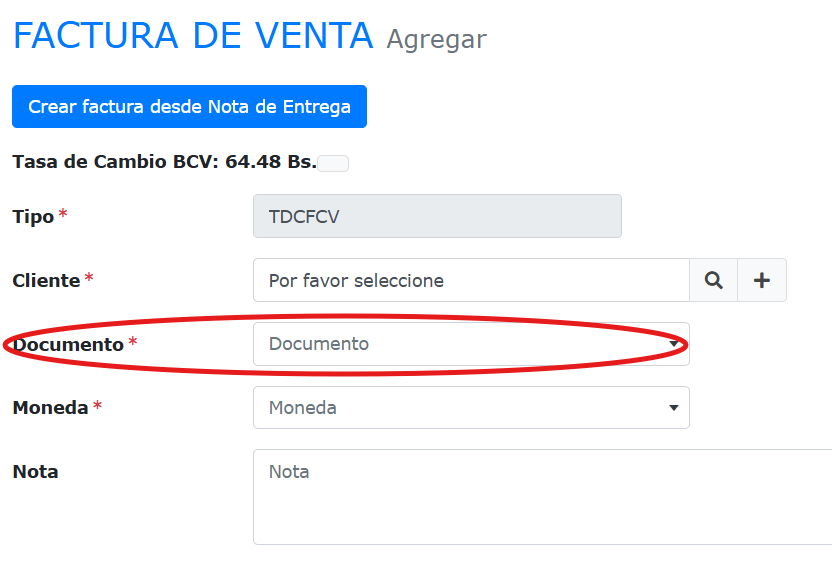 FACTURA DE VENTA Agregar
Crear factura desde Nota de Entrega
Tasa de Cambio BCV: 64.48 Bs.
Tipo * TDCFCV
Cliente * Por favor seleccione
Documento * Documento
Moneda * Moneda
Nota Nota